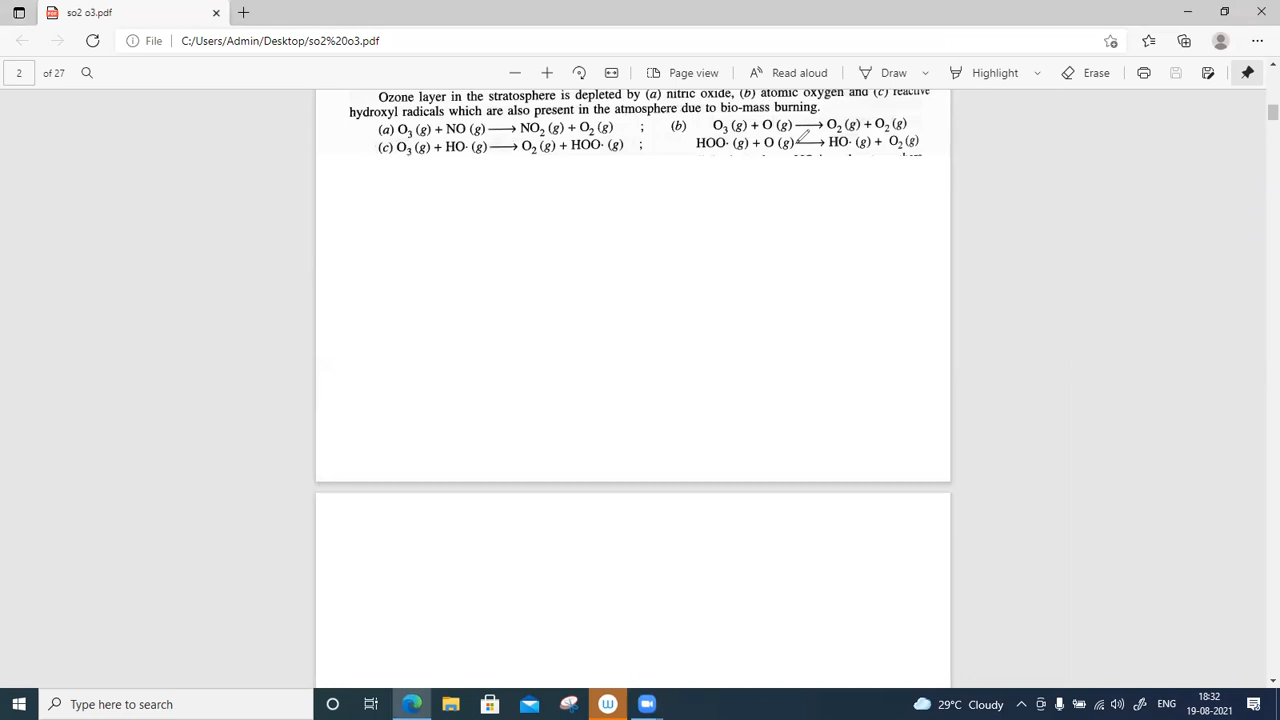 so2 o3.pdf
File C:/Users/Admin/Desktop/so2%20o3.pdf
2 of 27 Page view Read aloud Draw Highlight Erase
Ozone layer in the stratosphere is depleted by (a) nitric oxide, (b) atomic oxygen and (c) reactive
hydroxyl radicals which are also present in the atmosphere due to bio-mass burning.
(a) O₃ (g) + NO (g) ⟶ NO₂ (g) + O₂ (g) ; (b) O₃ (g) + O (g) ⟶ O₂ (g) + O₂ (g)
(c) O₃ (g) + HO· (g) ⟶ O₂ (g) + HOO· (g) ; HOO· (g) + O (g) ⟶ HO· (g) + O₂ (g)
Type here to search
29°C Cloudy ENG 18:32
19-08-2021